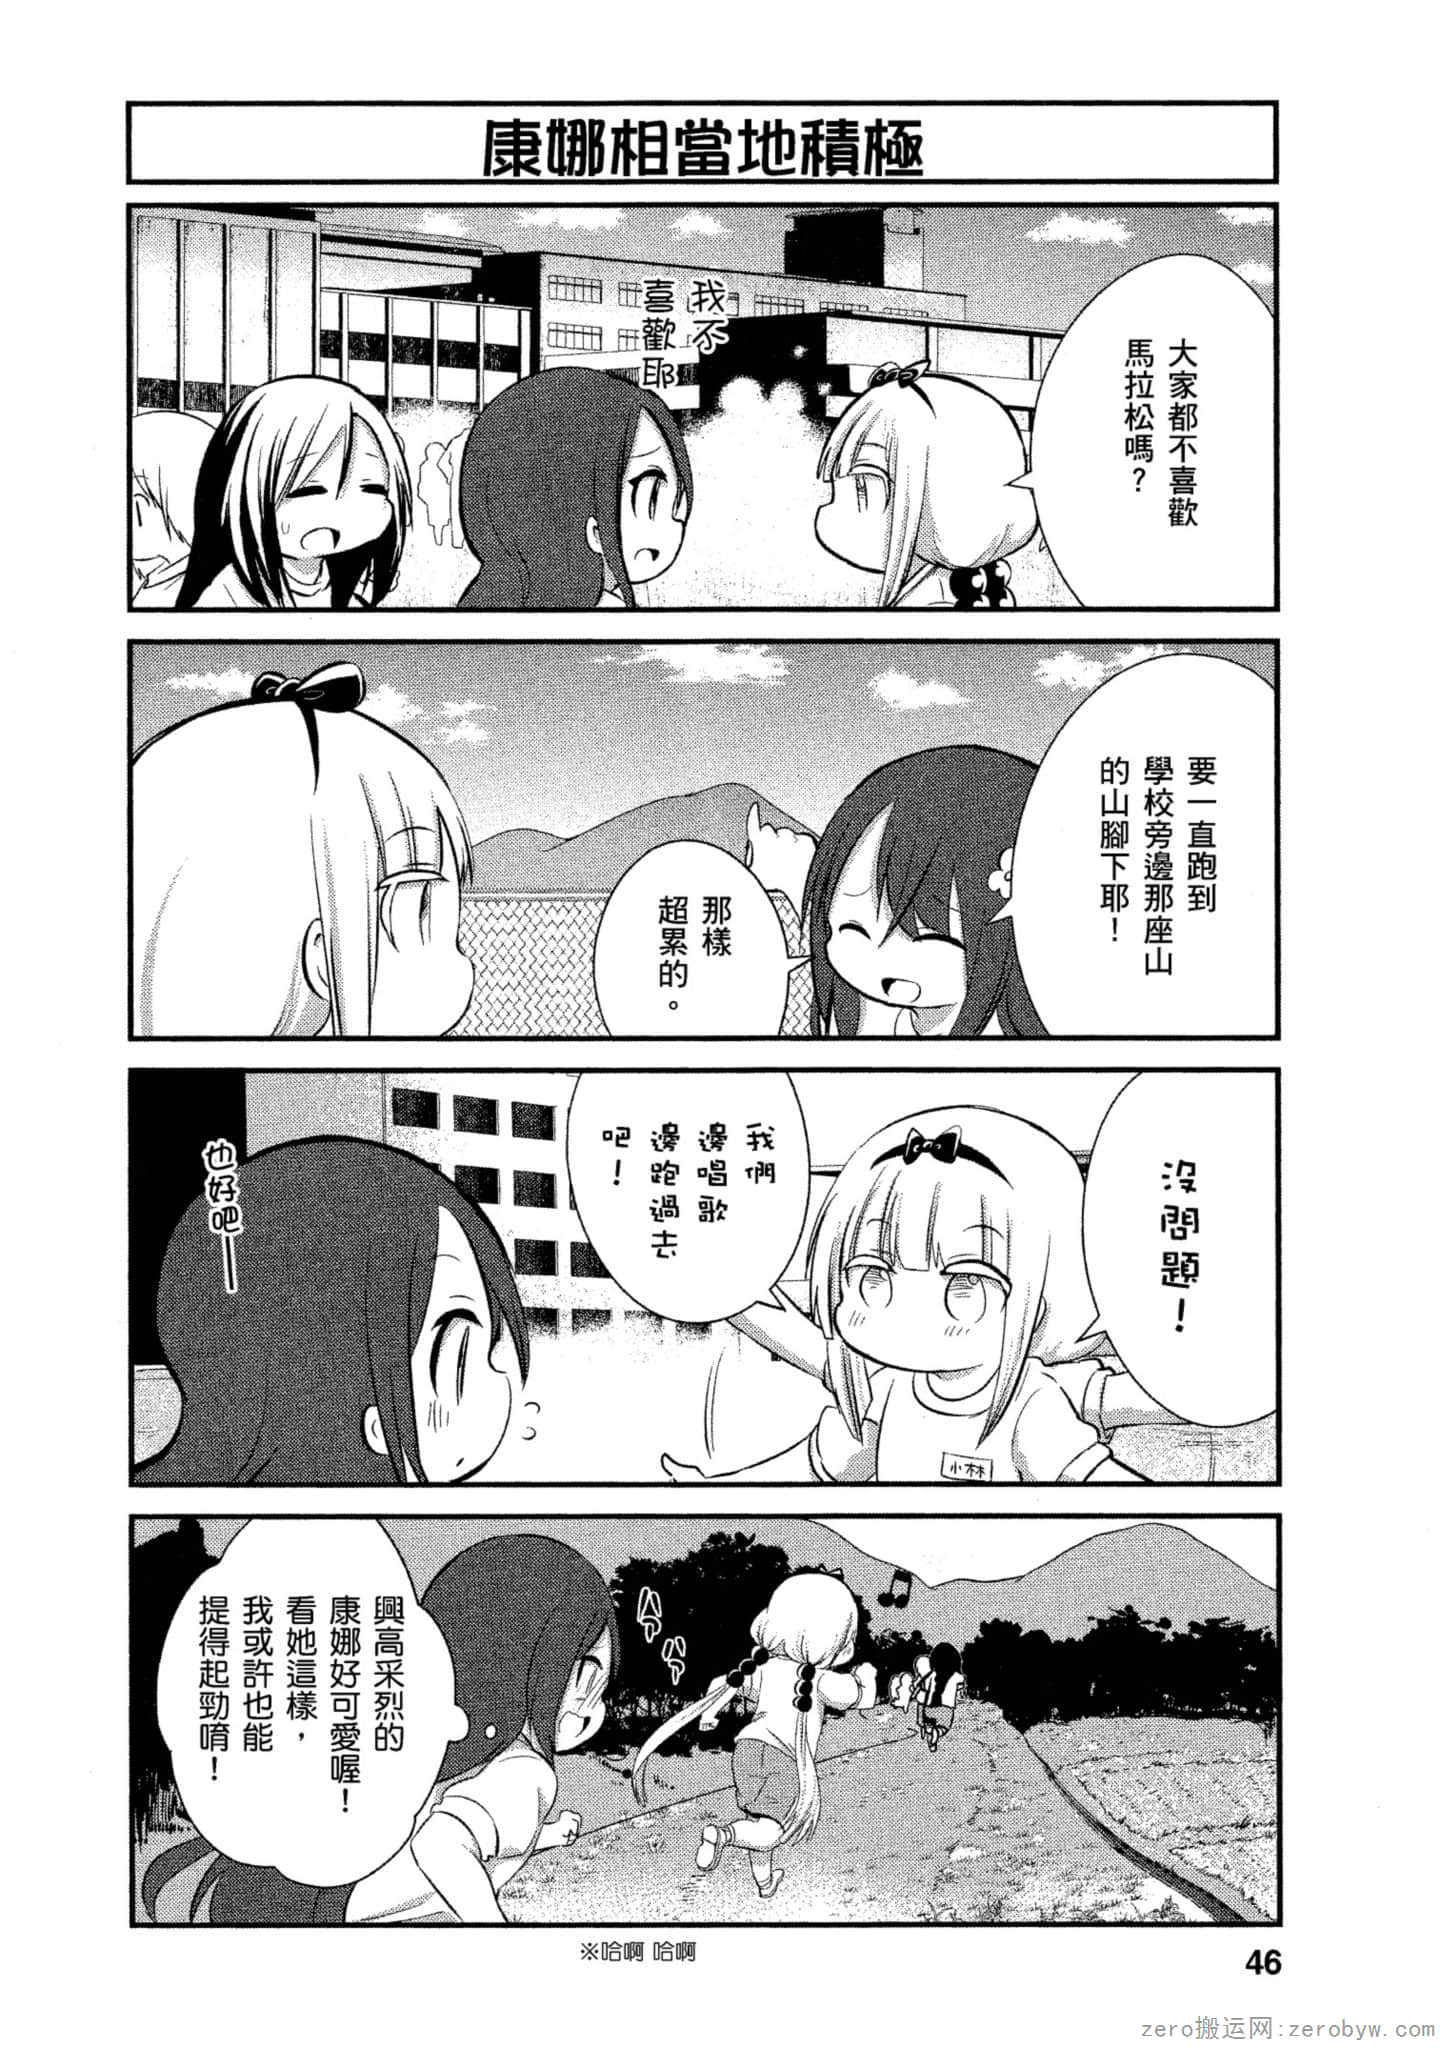 康娜相當地積極
大家都不喜歡
馬拉松嗎？
我不
喜歡耶
要一直跑到
學校旁邊那座山
的山腳下耶！
那樣
超累的。
沒問題！
我們
邊唱歌
邊跑過去
吧！
小林
也好吧——
ハァ
ハァ
興高采烈的
康娜好可愛喔！
看她這樣，
我或許也能
提得起勁唷！
※哈啊 哈啊
46
zero搬运网:zerobyw.com